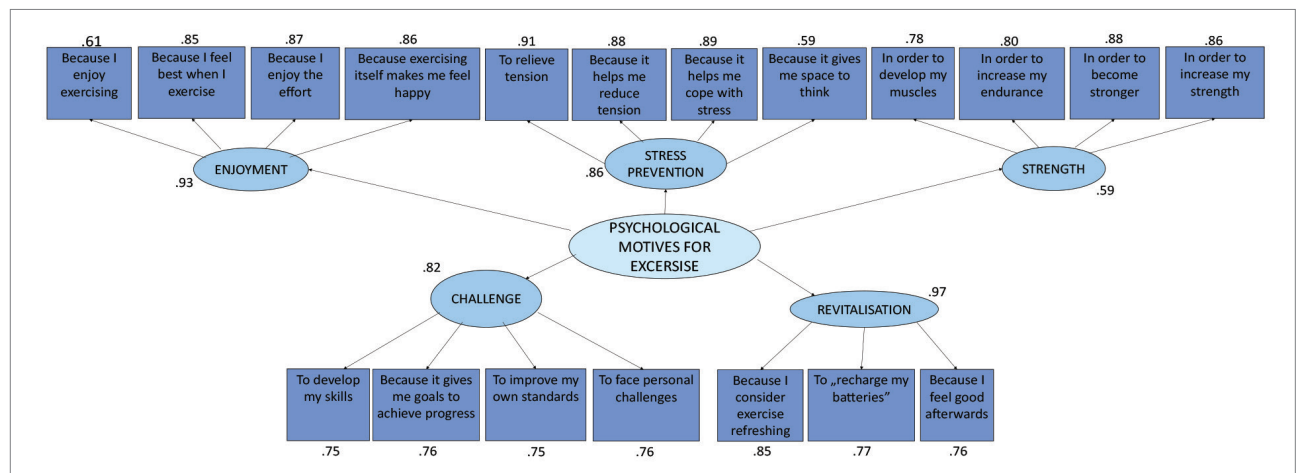 .61
Because I
enjoy
exercising
.85
Because I feel
best when I
exercise
.87
Because I
enjoy the
effort
.86
Because exercising
itself makes me feel
happy
.91
To relieve
tension
.88
Because it
helps me
reduce
tension
.89
Because it
helps me
cope with
stress
.59
Because it gives
me space to
think
.78
In order to
develop my
muscles
.80
In order to
increase my
endurance
.88
In order to
become
stronger
.86
In order to
increase my
strength
ENJOYMENT
.93
STRESS
PREVENTION
.86
STRENGTH
.59
PSYCHOLOGICAL
MOTIVES FOR
EXCERSISE
.82
CHALLENGE
.97
REVITALISATION
To develop
my skills
.75
Because it gives
me goals to
achieve progress
.76
To improve my
own standards
.75
To face personal
challenges
.76
Because I
consider
exercise
refreshing
.85
To „recharge my
batteries”
.77
Because I
feel good
afterwards
.76